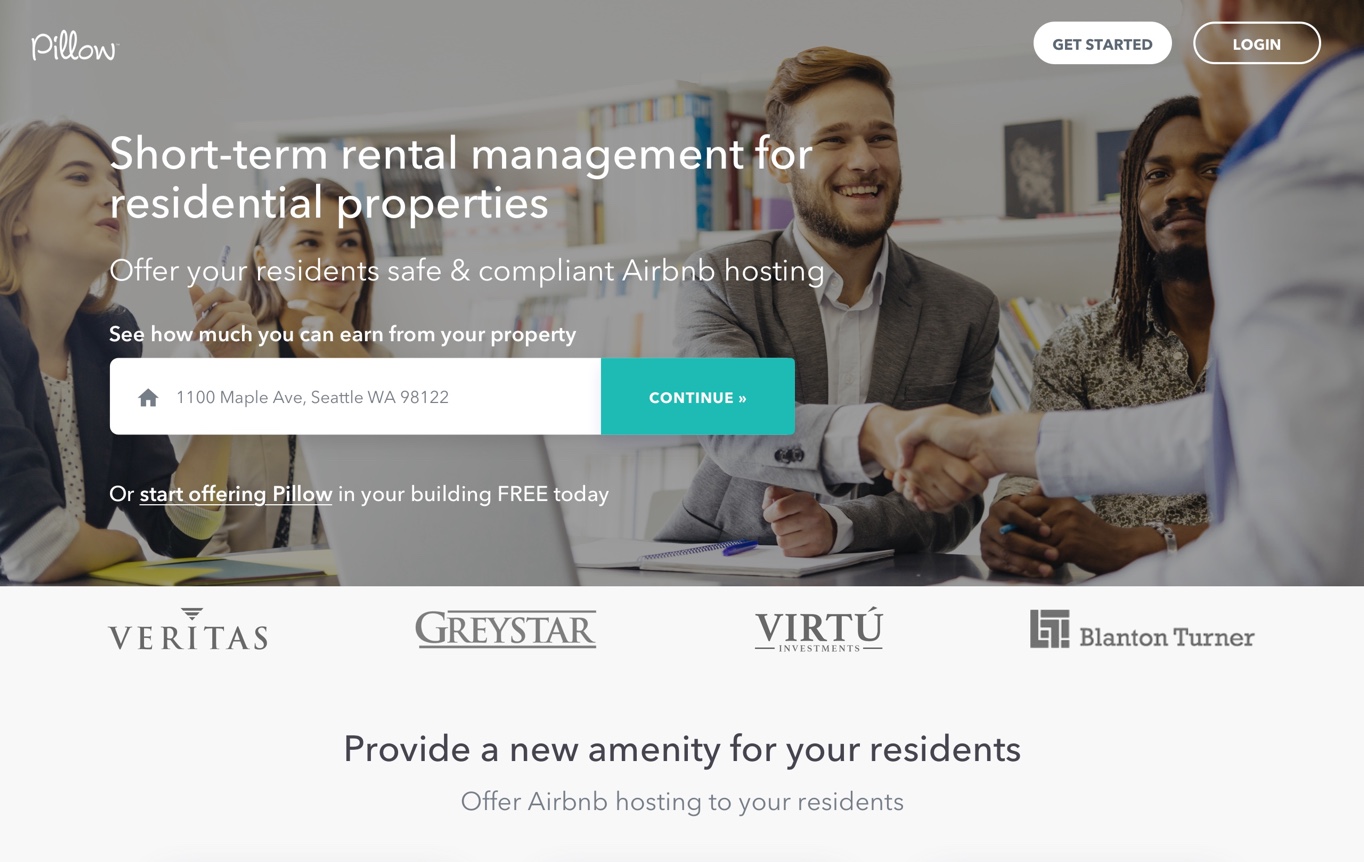 Pillow™
GET STARTED
LOGIN
Short-term rental management for
residential properties
Offer your residents safe & compliant Airbnb hosting
See how much you can earn from your property
1100 Maple Ave, Seattle WA 98122
CONTINUE »
Or start offering Pillow in your building FREE today
VERITAS
GREYSTAR
VIRTÚ
INVESTMENTS
Blanton Turner
Provide a new amenity for your residents
Offer Airbnb hosting to your residents